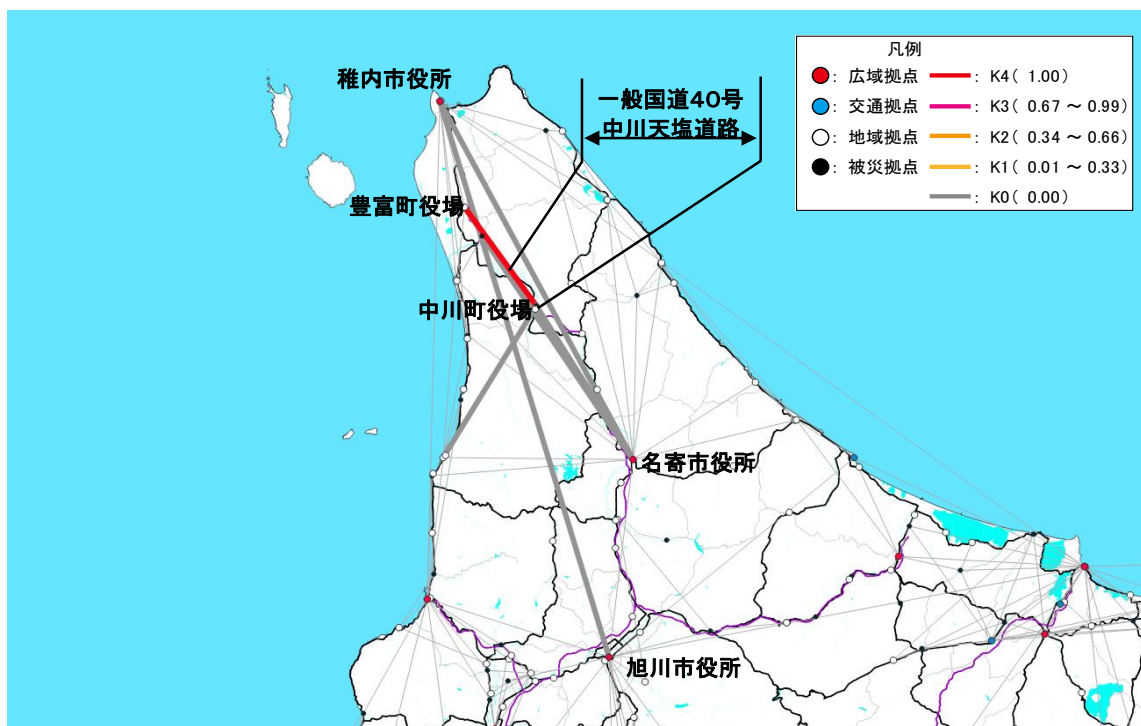 稚内市役所
一般国道40号
中川天塩道路
豊富町役場
中川町役場
名寄市役所
旭川市役所
凡例
: 広域拠点
: 交通拠点
: 地域拠点
: 被災拠点
: K4( 1.00)
: K3( 0.67 ~ 0.99)
: K2( 0.34 ~ 0.66)
: K1( 0.01 ~ 0.33)
: K0( 0.00)